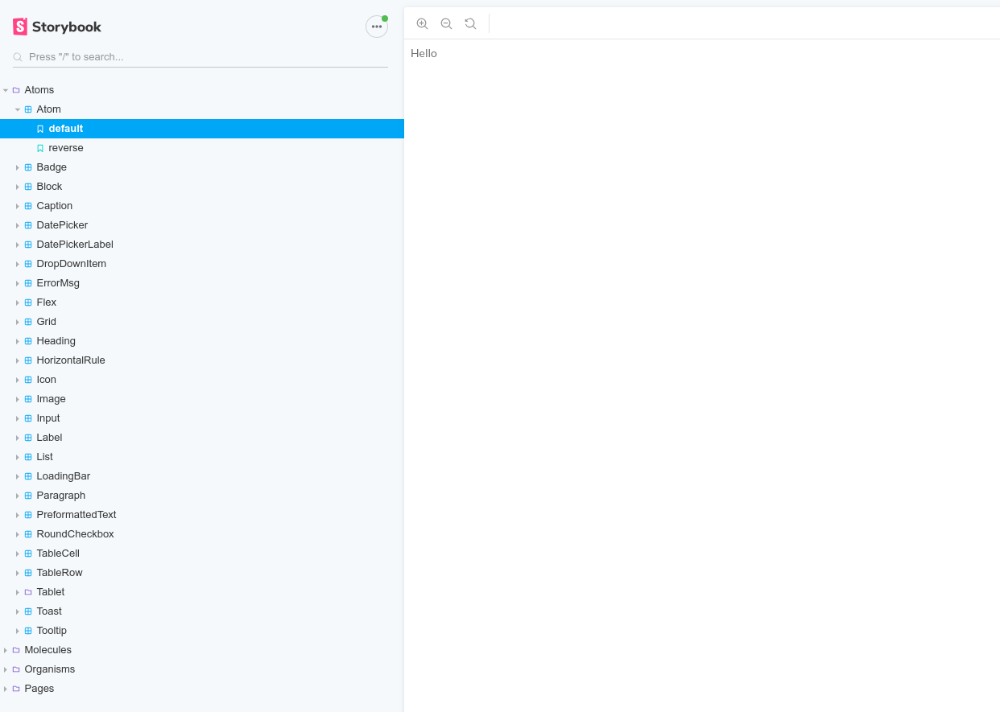 Storybook
Press "/" to search...
Atoms
Atom
default
reverse
Badge
Block
Caption
DatePicker
DatePickerLabel
DropDownItem
ErrorMsg
Flex
Grid
Heading
HorizontalRule
Icon
Image
Input
Label
List
LoadingBar
Paragraph
PreformattedText
RoundCheckbox
TableCell
TableRow
Tablet
Toast
Tooltip
Molecules
Organisms
Pages
Hello